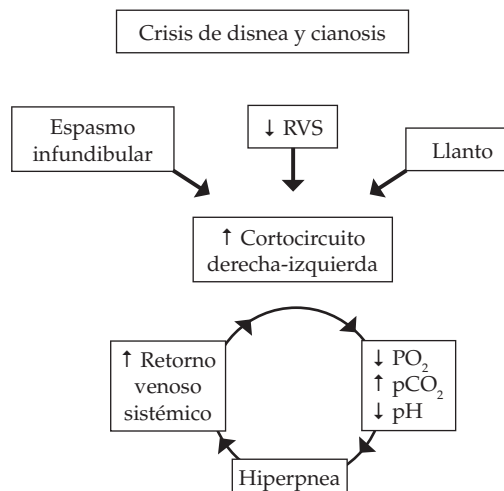 Crisis de disnea y cianosis
Espasmo
infundibular
↓ RVS
Llanto
↑ Cortocircuito
derecha-izquierda
↑ Retorno
venoso
sistémico
↓ PO₂
↑ pCO₂
↓ pH
Hiperpnea